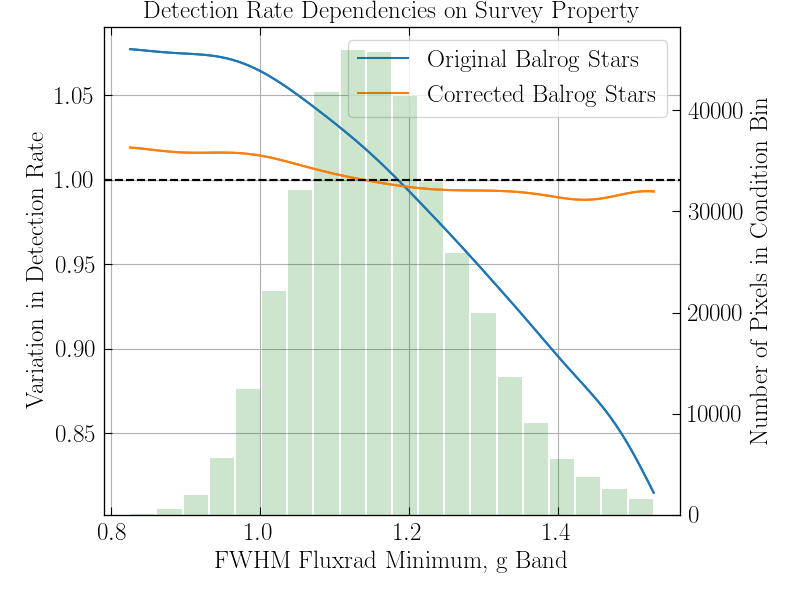 Detection Rate Dependencies on Survey Property
Original Balrog Stars
Corrected Balrog Stars
Variation in Detection Rate
1.05
1.00
0.95
0.90
0.85
40000
30000
20000
10000
0
Number of Pixels in Condition Bin
0.8
1.0
1.2
1.4
FWHM Fluxrad Minimum, g Band